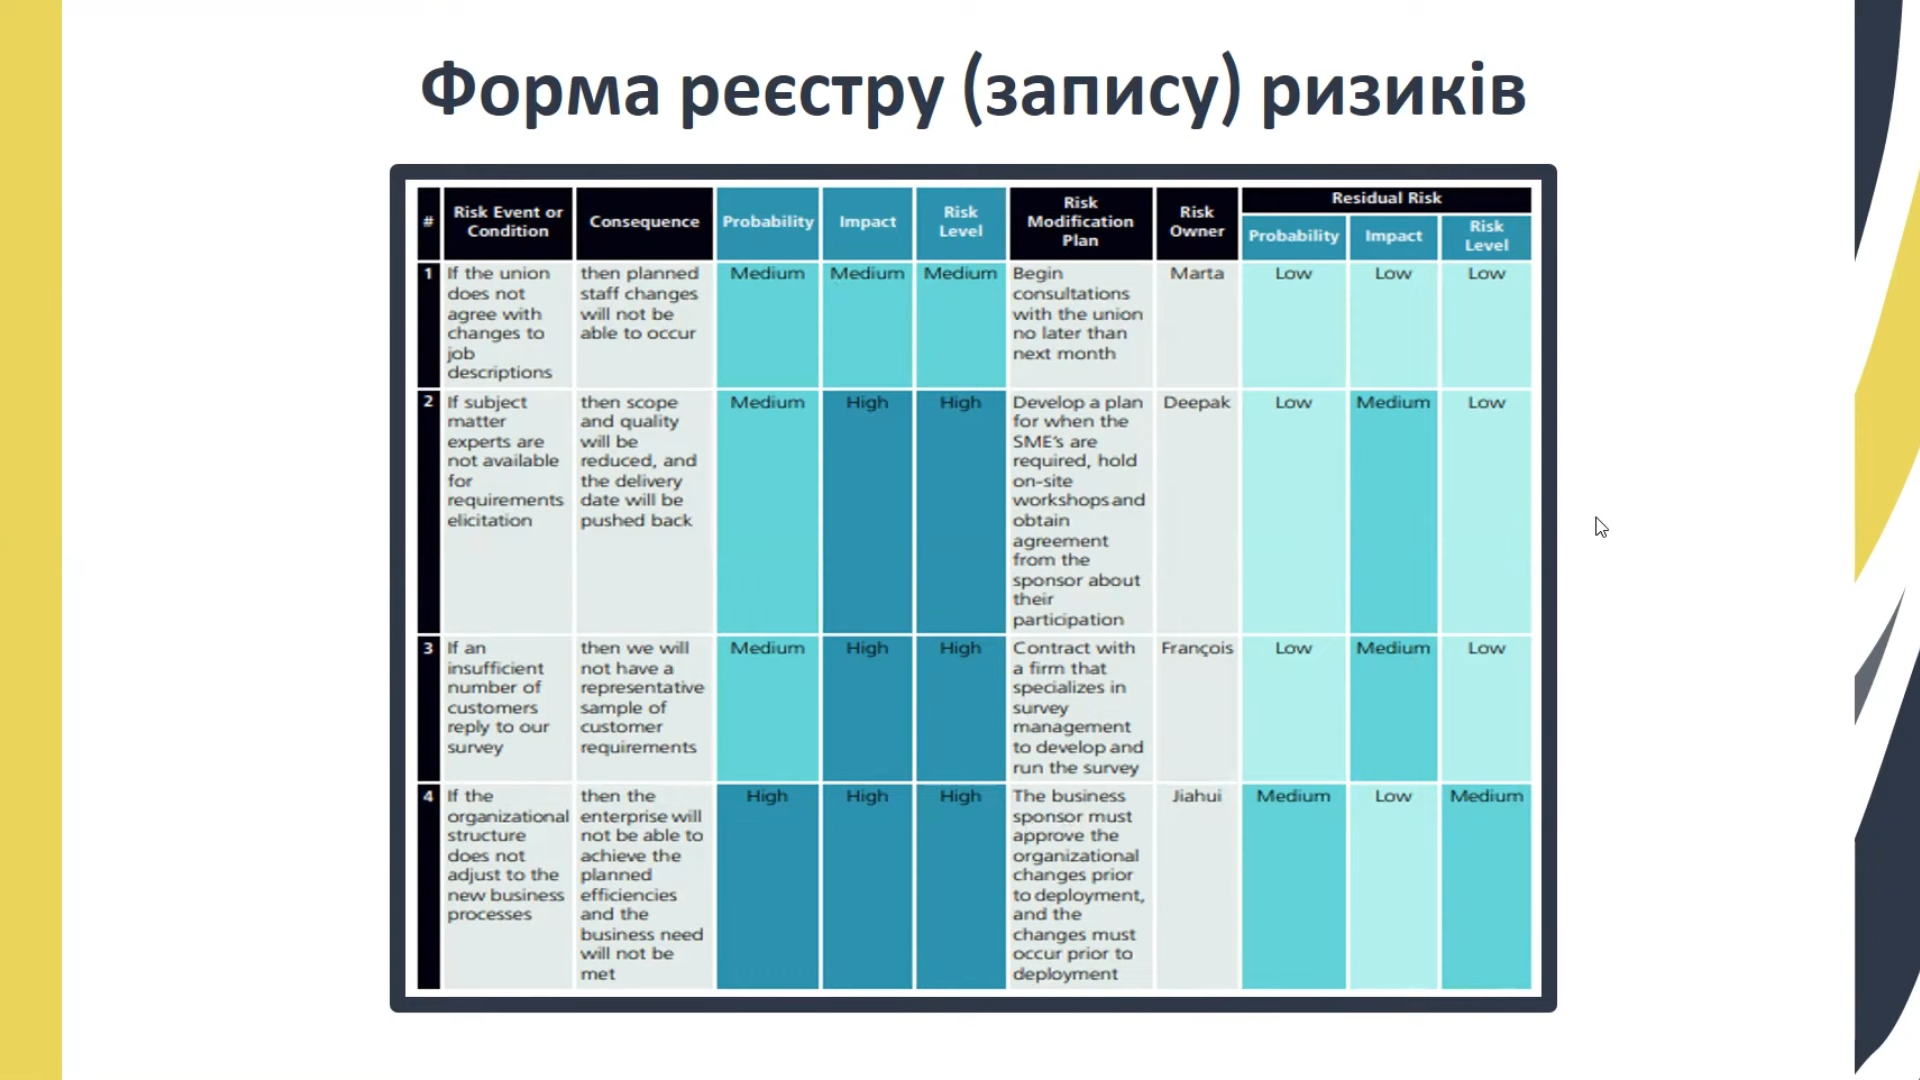 Форма реєстру (запису) ризиків
# Risk Event or Condition Consequence Probability Impact Risk Level Risk Modification Plan Risk Owner Residual Risk
Probability Impact Risk Level
1 If the union does not agree with changes to job descriptions then planned staff changes will not be able to occur Medium Medium Medium Begin consultations with the union no later than next month Marta Low Low Low
2 If subject matter experts are not available for requirements elicitation then scope and quality will be reduced, and the delivery date will be pushed back Medium High High Develop a plan for when the SME's are required, hold on-site workshops and obtain agreement from the sponsor about their participation Deepak Low Medium Low
3 If an insufficient number of customers reply to our survey then we will not have a representative sample of customer requirements Medium High High Contract with a firm that specializes in survey management to develop and run the survey François Low Medium Low
4 If the organizational structure does not adjust to the new business processes then the enterprise will not be able to achieve the planned efficiencies and the business need will not be met High High High The business sponsor must approve the organizational changes prior to deployment, and the changes must occur prior to deployment Jiahui Medium Low Medium